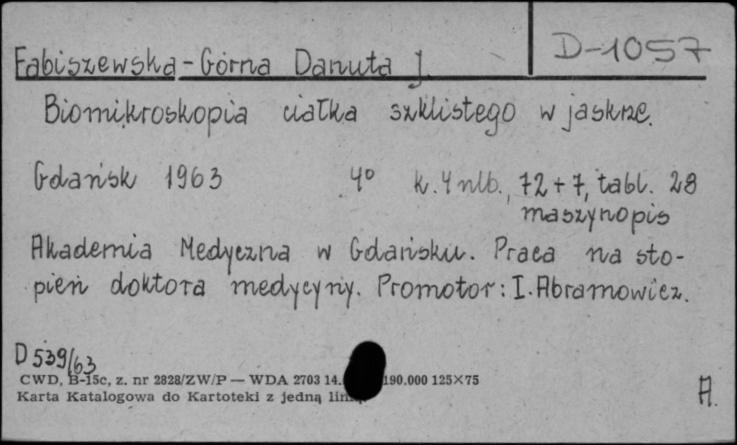 D-1057
Fabiszewska-Górna Danuta J
Biomikroskopia ciałka szklistego w jaskrze.
Gdańsk 1963 4° k. 4 nlb., 72+7, tabl. 28
maszynopis
Akademia Medyczna w Gdańsku. Praca na sto-
pień doktora medycyny. Promotor: I. Abramowicz.
D 539/63
CWD, B-15c, z. nr 2828/ZW/P — WDA 2703 14. 190.000 125×75
Karta Katalogowa do Kartoteki z jedną
A.